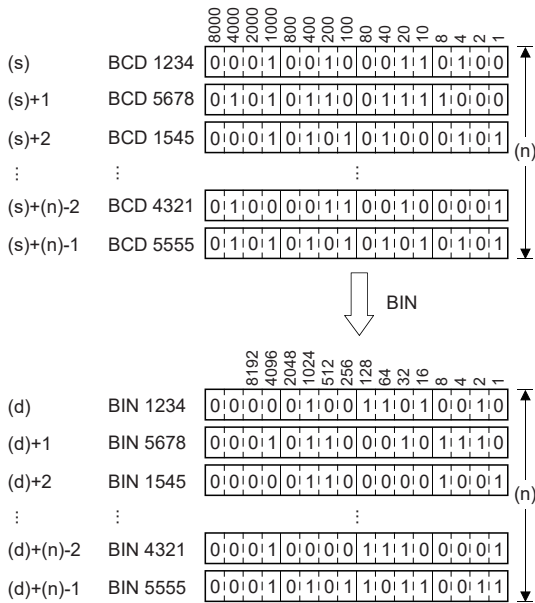 8000 4000 2000 1000 800 400 200 100 80 40 20 10 8 4 2 1
(s) BCD 1234 0 0 0 1 0 0 1 0 0 0 1 1 0 1 0 0
(s)+1 BCD 5678 0 1 0 1 0 1 1 0 0 1 1 1 1 0 0 0
(s)+2 BCD 1545 0 0 0 1 0 1 0 1 0 1 0 0 0 1 0 1
(n)
⋮ ⋮ ⋮
(s)+(n)-2 BCD 4321 0 1 0 0 0 0 1 1 0 0 1 0 0 0 0 1
(s)+(n)-1 BCD 5555 0 1 0 1 0 1 0 1 0 1 0 1 0 1 0 1
BIN
8192 4096 2048 1024 512 256 128 64 32 16 8 4 2 1
(d) BIN 1234 0 0 0 0 0 1 0 0 1 1 0 1 0 0 1 0
(d)+1 BIN 5678 0 0 0 1 0 1 1 0 0 0 1 0 1 1 1 0
(d)+2 BIN 1545 0 0 0 0 0 1 1 0 0 0 0 0 1 0 0 1
(n)
⋮ ⋮ ⋮
(d)+(n)-2 BIN 4321 0 0 0 1 0 0 0 0 1 1 1 0 0 0 0 1
(d)+(n)-1 BIN 5555 0 0 0 1 0 1 0 1 1 0 1 1 0 0 1 1